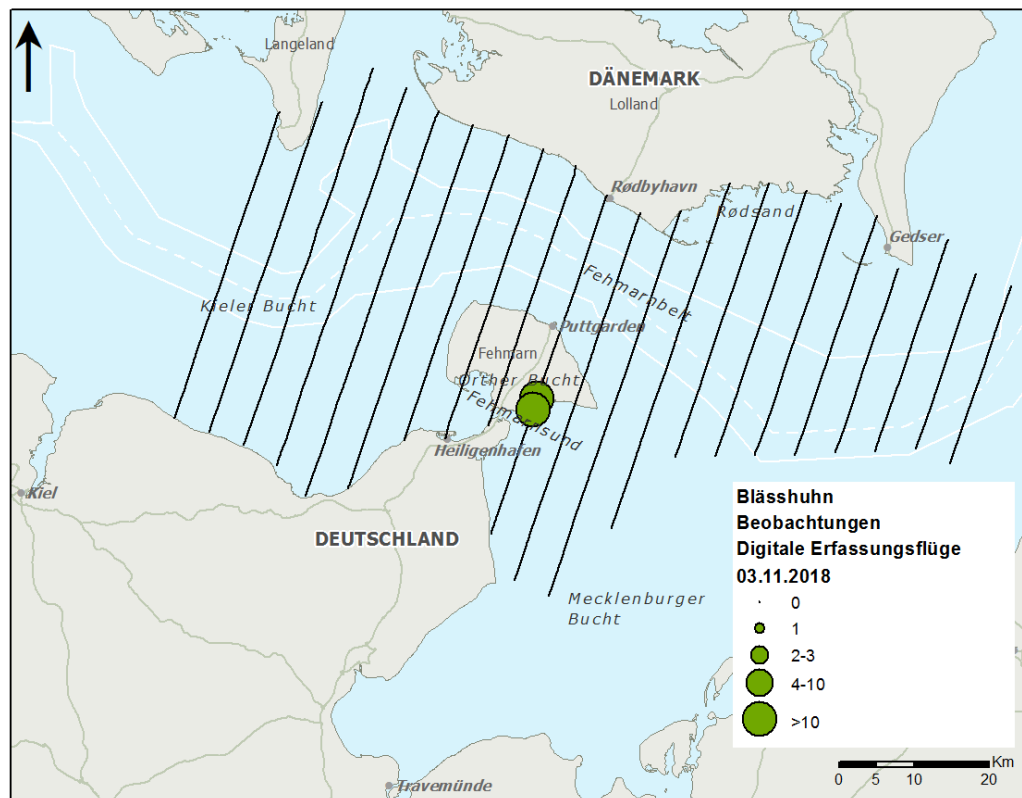 Langeland
DÄNEMARK
Lolland
Rødbyhavn
Rødsand
Gedser
Fehmarnbelt
Kieler Bucht
Puttgarden
Fehmarn
Orther Bucht
Fehmarnsund
Heiligenhafen
Kiel
DEUTSCHLAND
Mecklenburger
Bucht
Travemünde
Blässhuhn
Beobachtungen
Digitale Erfassungsflüge
03.11.2018
0
1
2-3
4-10
>10
Km
0 5 10 20